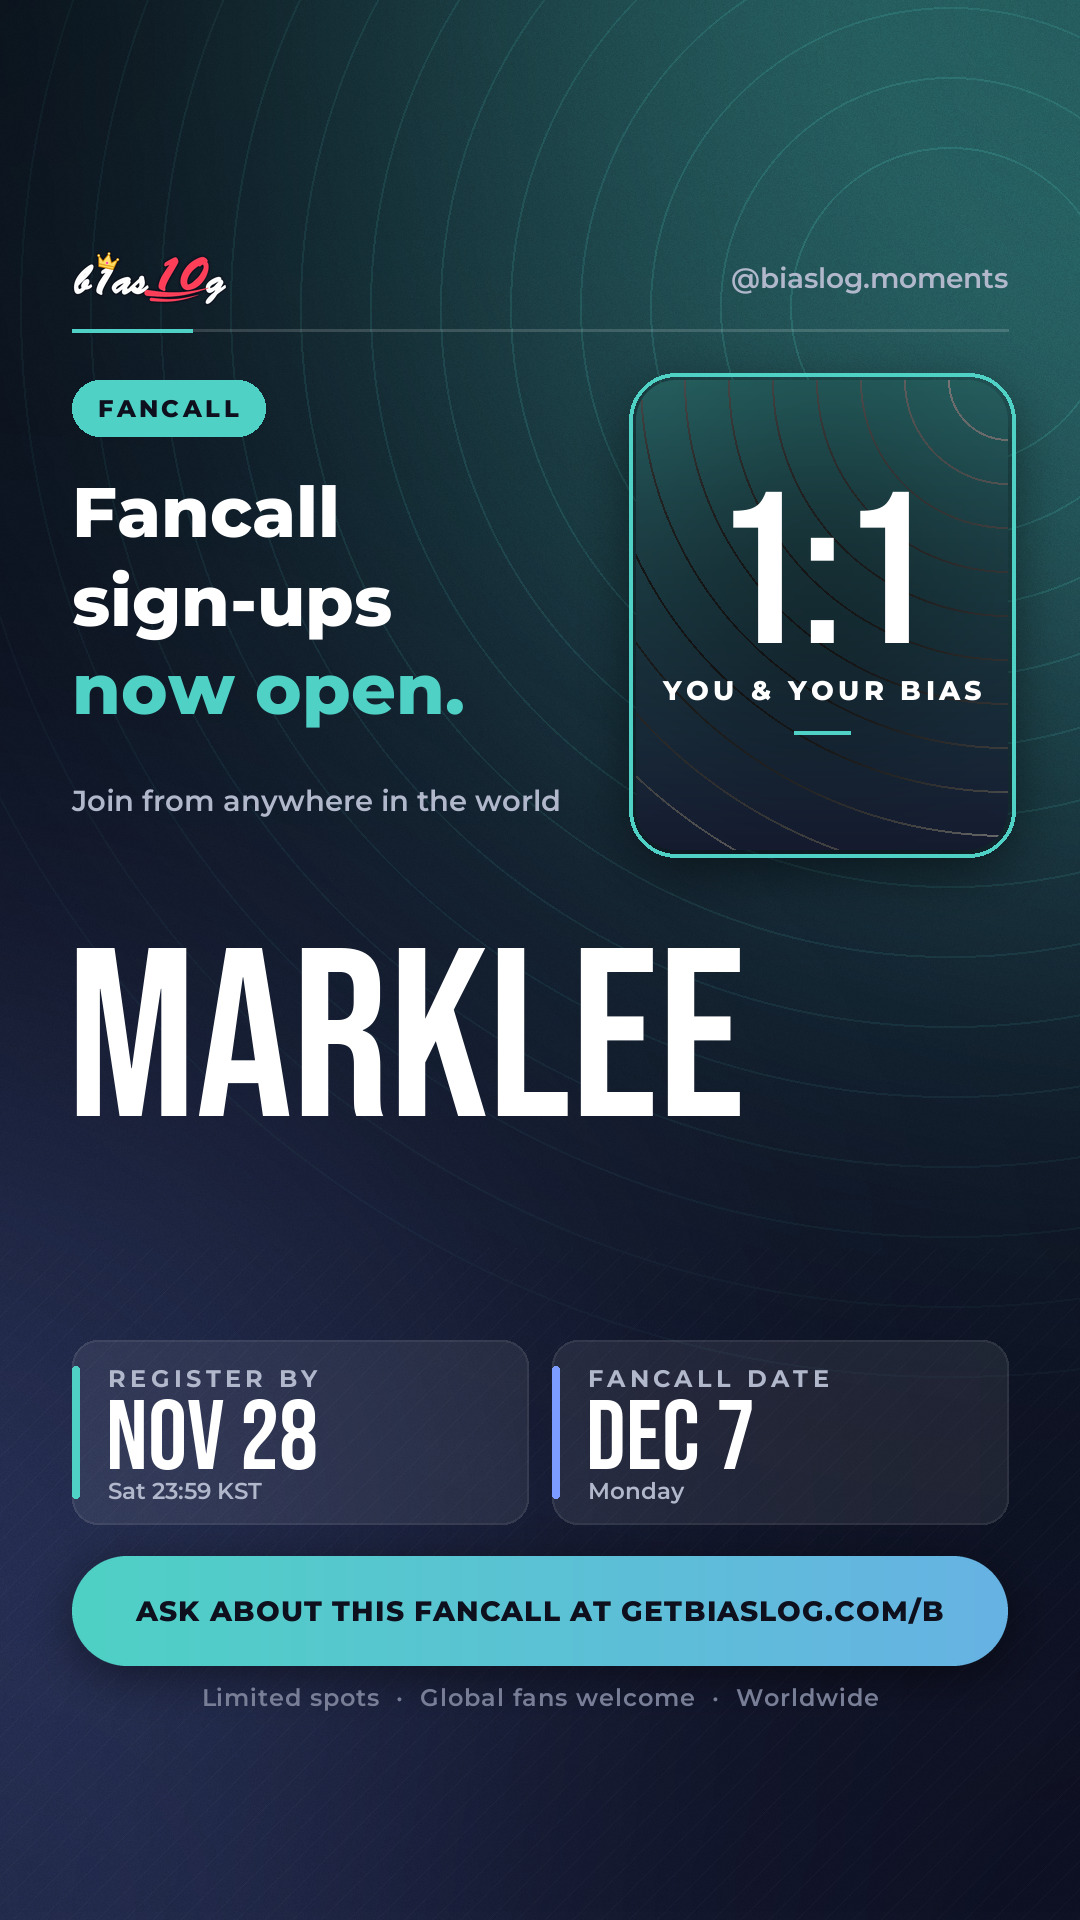 b1as10g
@biaslog.moments
FANCALL
Fancall
sign-ups
now open.
Join from anywhere in the world
1:1
YOU & YOUR BIAS
MARKLEE
REGISTER BY
NOV 28
Sat 23:59 KST
FANCALL DATE
DEC 7
Monday
ASK ABOUT THIS FANCALL AT GETBIASLOG.COM/B
Limited spots · Global fans welcome · Worldwide